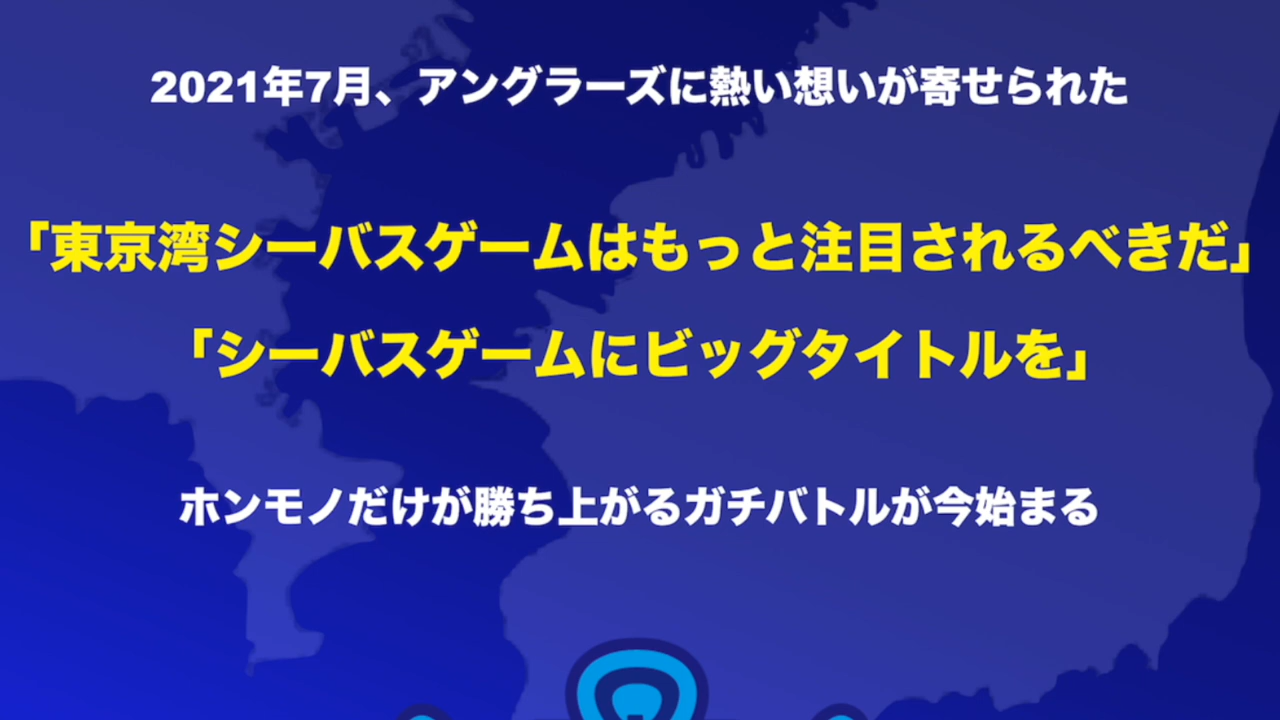 2021年7月、アングラーズに熱い想いが寄せられた
「東京湾シーバスゲームはもっと注目されるべきだ」
「シーバスゲームにビッグタイトルを」
ホンモノだけが勝ち上がるガチバトルが今始まる